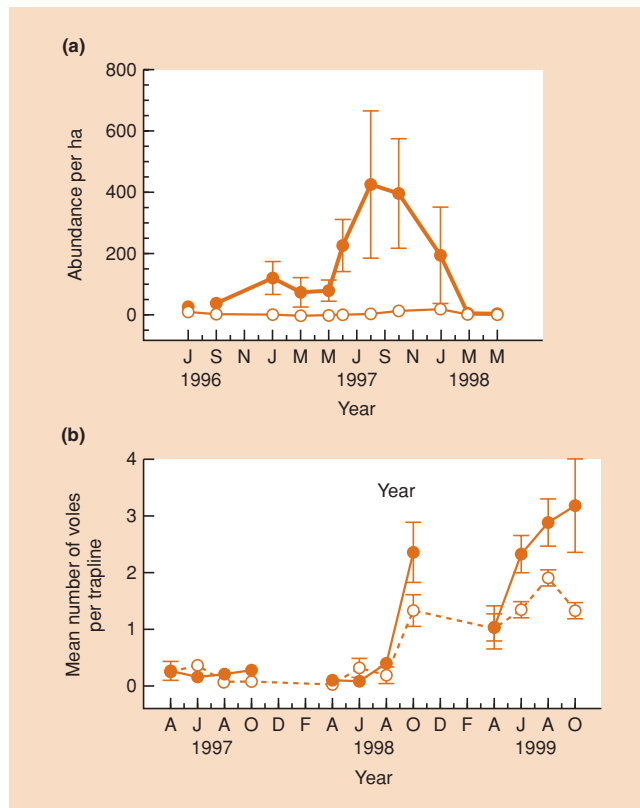 (a)
800
600
400
200
0
Abundance per ha
J S N J M M J S N J M M
1996 1997 1998
Year
(b)
Year
4
3
2
1
0
Mean number of voles
per trapline
A J A O D F A J A O D F A J A O
1997 1998 1999
Year